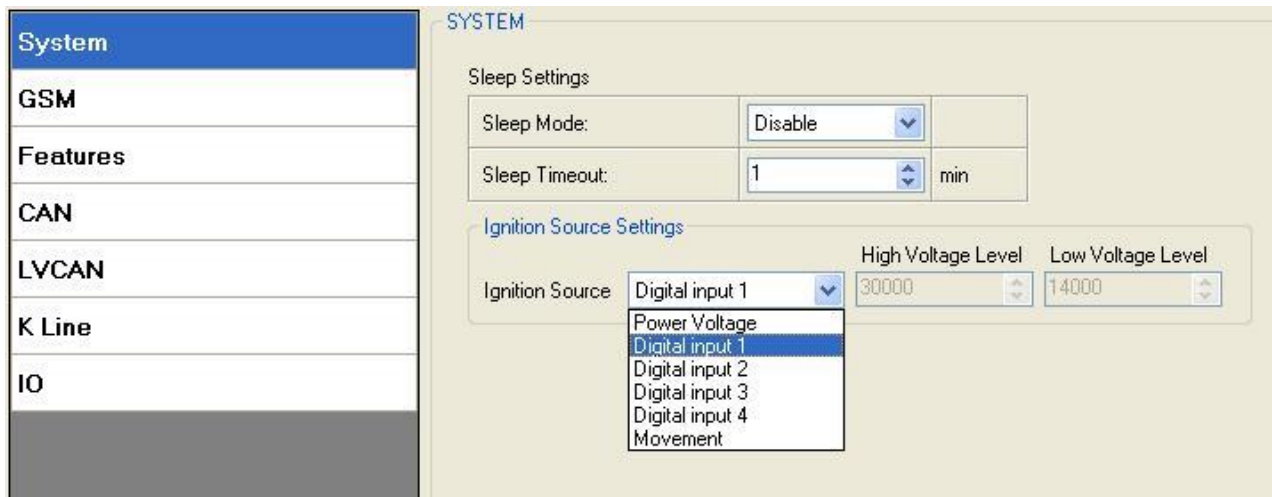 System
GSM
Features
CAN
LVCAN
K Line
IO
SYSTEM
Sleep Settings
Sleep Mode: Disable
Sleep Timeout: 1 min
Ignition Source Settings
High Voltage Level Low Voltage Level
Ignition Source Digital input 1 30000 14000
Power Voltage
Digital input 1
Digital input 2
Digital input 3
Digital input 4
Movement